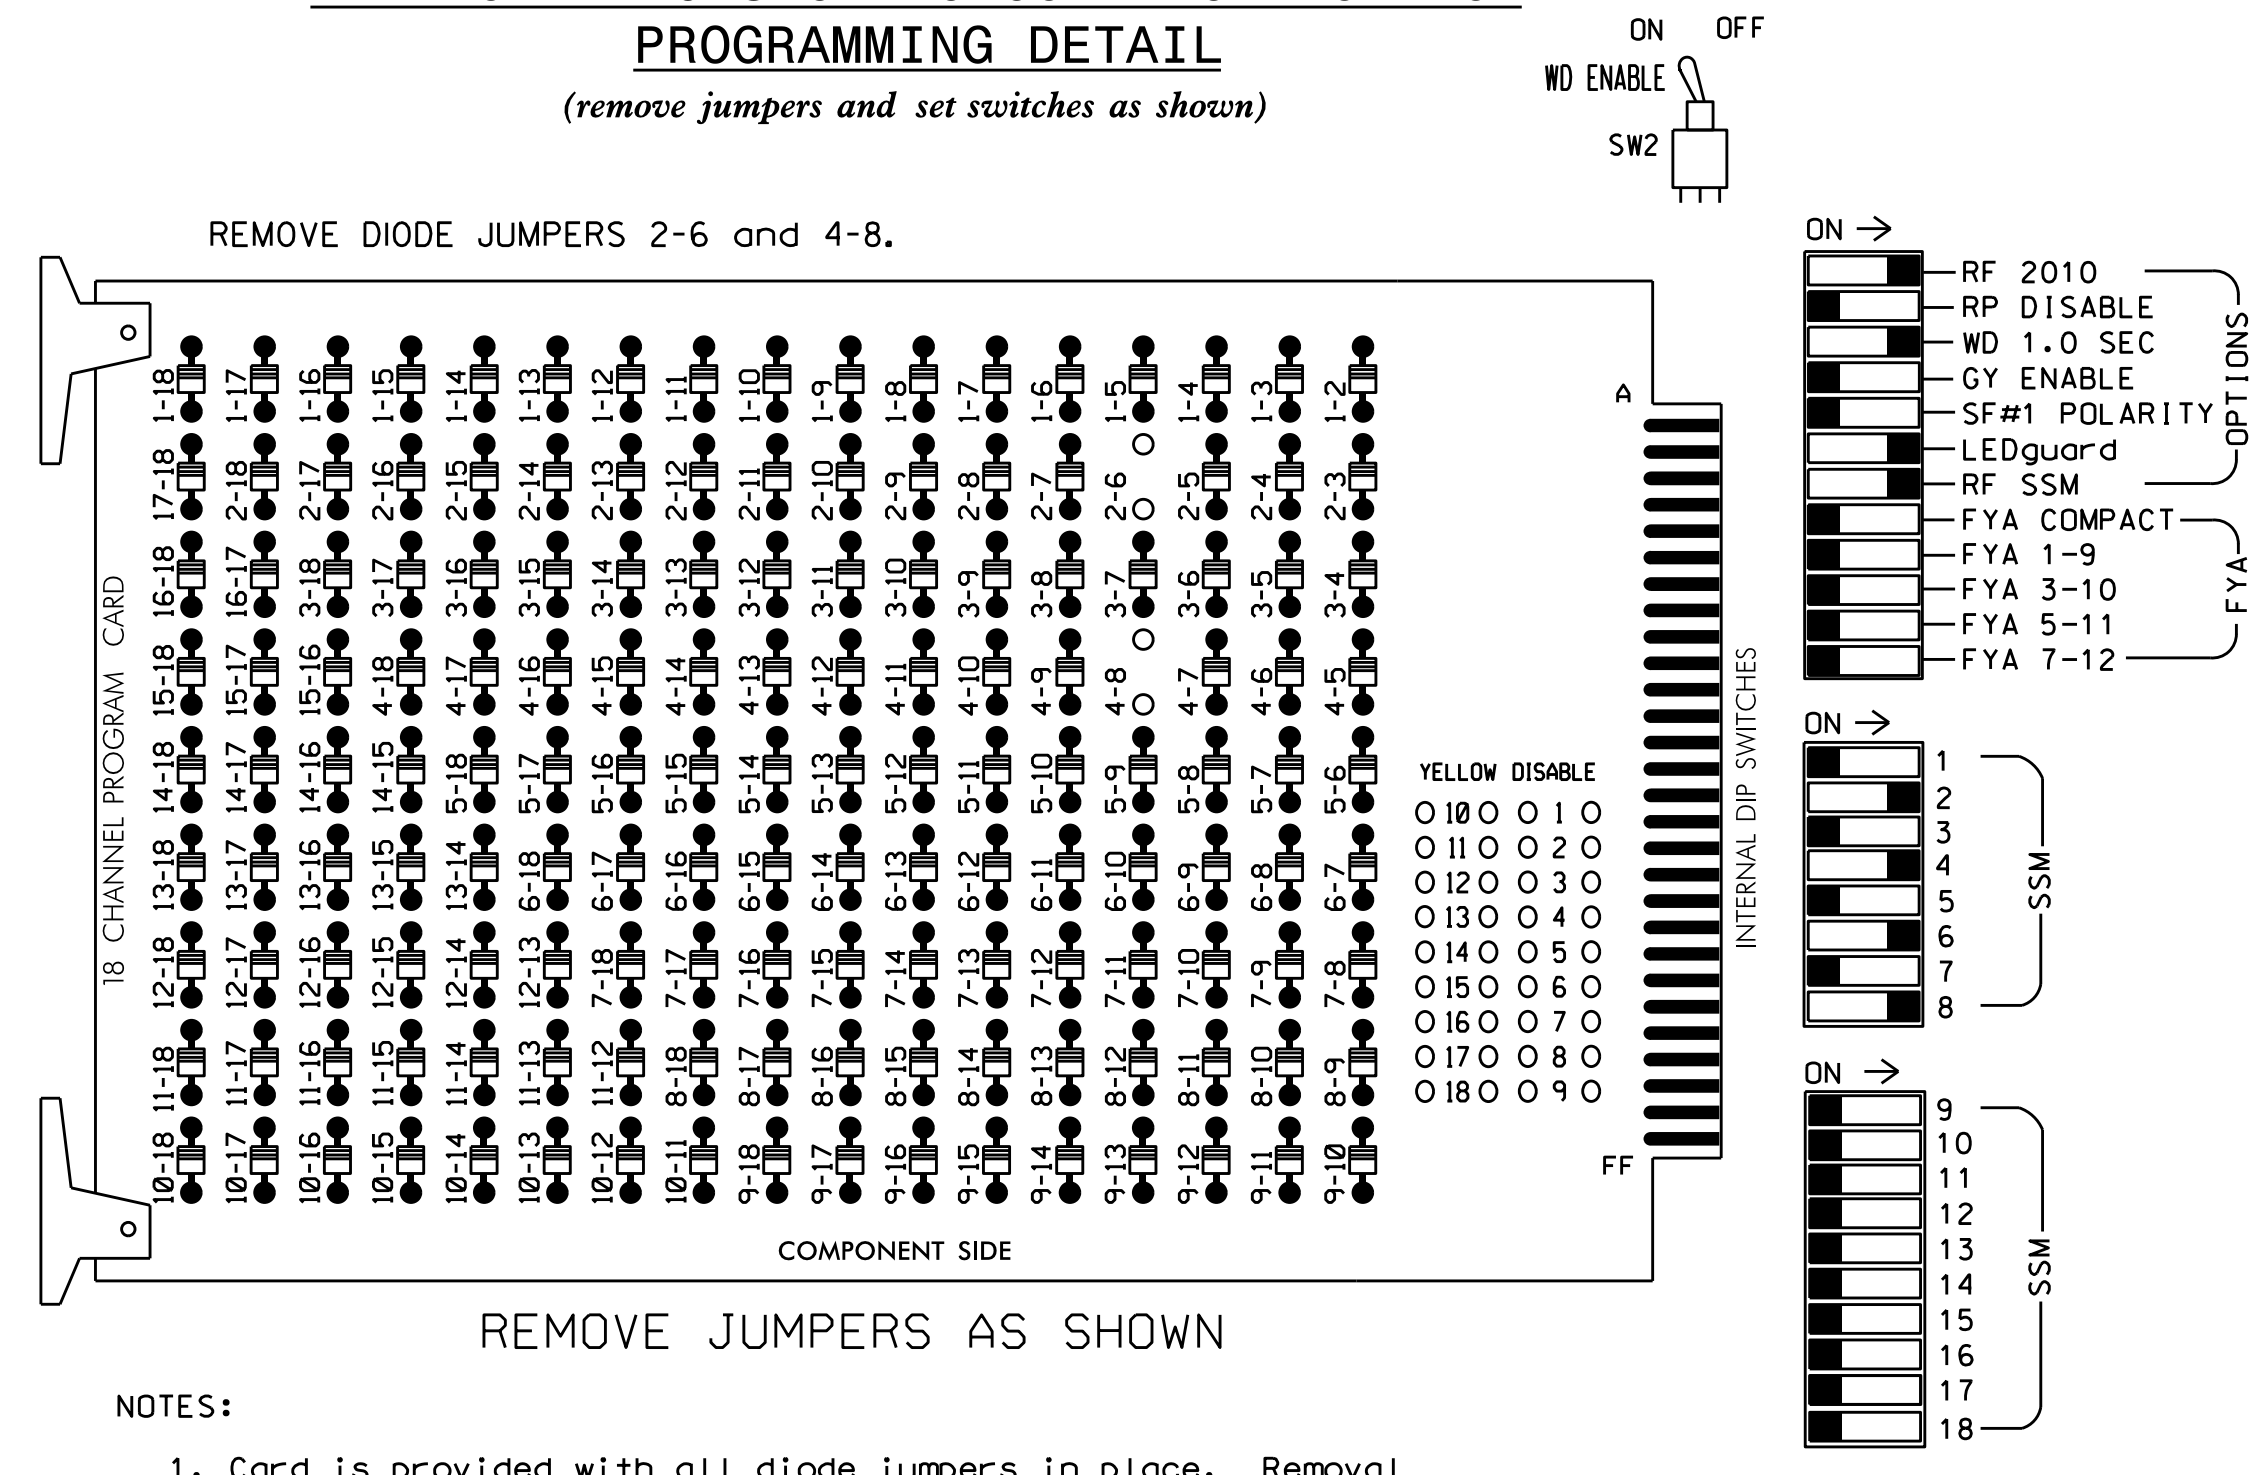 PROGRAMMING DETAIL
(remove jumpers and set switches as shown)
ON OFF
WD ENABLE
SW2
REMOVE DIODE JUMPERS 2-6 and 4-8.
18 CHANNEL PROGRAM CARD
1-18 1-17 1-16 1-15 1-14 1-13 1-12 1-11 1-10 1-9 1-8 1-7 1-6 1-5 1-4 1-3 1-2
17-18 2-18 2-17 2-16 2-15 2-14 2-13 2-12 2-11 2-10 2-9 2-8 2-7 2-6 2-5 2-4 2-3
16-18 16-17 3-18 3-17 3-16 3-15 3-14 3-13 3-12 3-11 3-10 3-9 3-8 3-7 3-6 3-5 3-4
15-18 15-17 15-16 4-18 4-17 4-16 4-15 4-14 4-13 4-12 4-11 4-10 4-9 4-8 4-7 4-6 4-5
14-18 14-17 14-16 14-15 5-18 5-17 5-16 5-15 5-14 5-13 5-12 5-11 5-10 5-9 5-8 5-7 5-6
13-18 13-17 13-16 13-15 13-14 6-18 6-17 6-16 6-15 6-14 6-13 6-12 6-11 6-10 6-9 6-8 6-7
12-18 12-17 12-16 12-15 12-14 12-13 7-18 7-17 7-16 7-15 7-14 7-13 7-12 7-11 7-10 7-9 7-8
11-18 11-17 11-16 11-15 11-14 11-13 11-12 8-18 8-17 8-16 8-15 8-14 8-13 8-12 8-11 8-10 8-9
10-18 10-17 10-16 10-15 10-14 10-13 10-12 10-11 9-18 9-17 9-16 9-15 9-14 9-13 9-12 9-11 9-10
COMPONENT SIDE
YELLOW DISABLE
10 1
11 2
12 3
13 4
14 5
15 6
16 7
17 8
18 9
A
FF
INTERNAL DIP SWITCHES
ON
RF 2010
RP DISABLE
WD 1.0 SEC
GY ENABLE
SF#1 POLARITY
LEDguard
RF SSM
OPTIONS
FYA COMPACT
FYA 1-9
FYA 3-10
FYA 5-11
FYA 7-12
FYA
ON
1
2
3
4
5
6
7
8
SSM
ON
9
10
11
12
13
14
15
16
17
18
SSM
REMOVE JUMPERS AS SHOWN
NOTES:
1. Card is provided with all diode jumpers in place. Removal